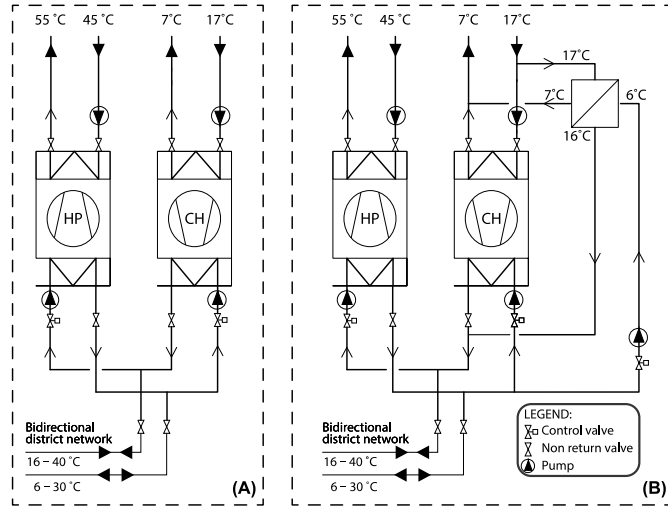 55 ˚C 45 ˚C 7 ˚C 17˚C
HP CH
Bidirectional
district network
16 – 40 ˚C
6 – 30 ˚C
(A)
55 ˚C 45 ˚C 7 ˚C 17˚C
17˚C
7˚C 6˚C
16˚C
HP CH
Bidirectional
district network
16 – 40 ˚C
6 – 30 ˚C
LEGEND:
Control valve
Non return valve
Pump
(B)